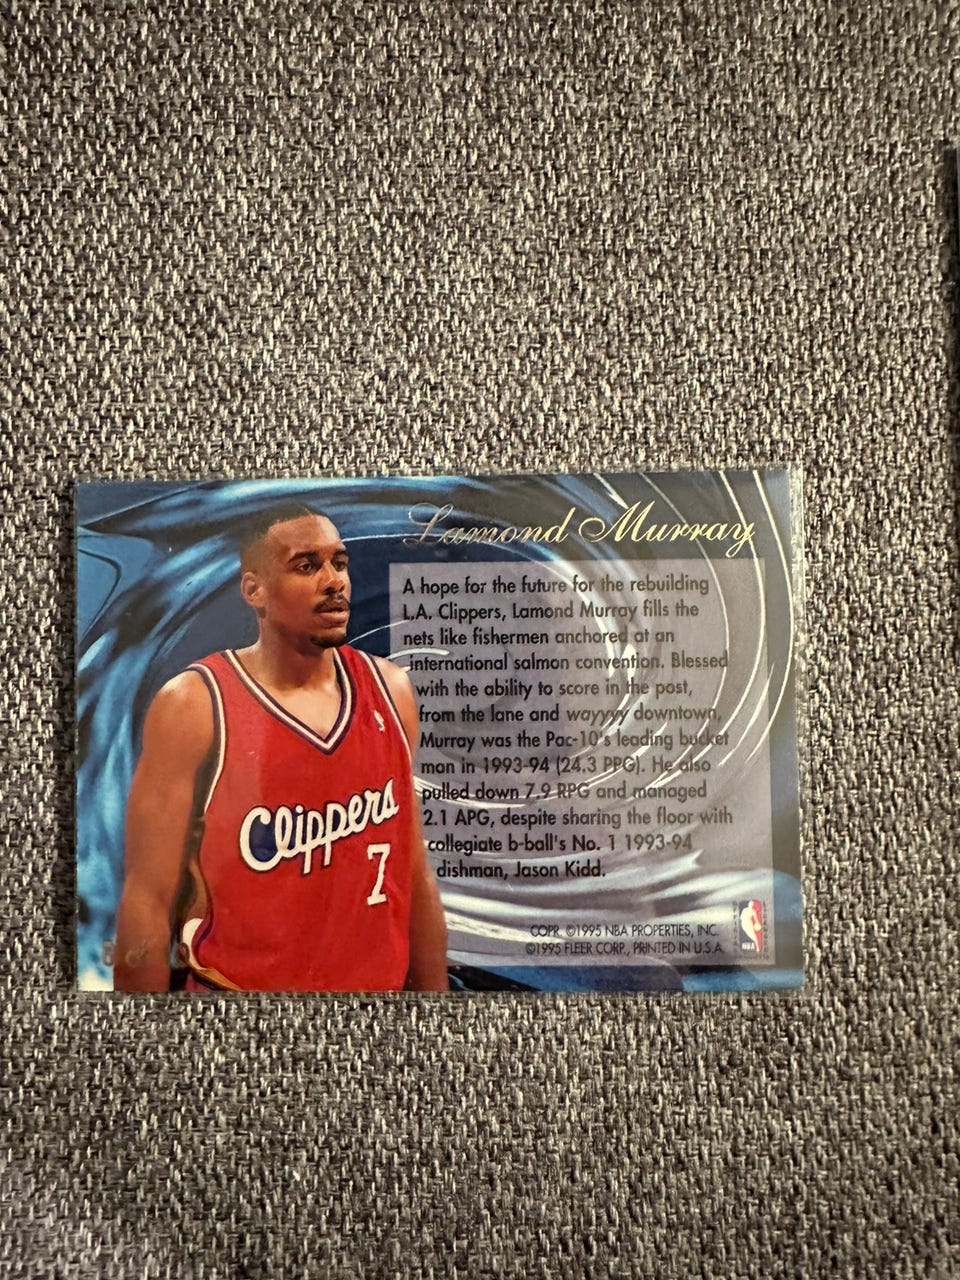 Lamond Murray
A hope for the future for the rebuilding
L.A. Clippers, Lamond Murray fills the
nets like fishermen anchored at an
international salmon convention. Blessed
with the ability to score in the post,
from the lane and wayyyy downtown,
Murray was the Pac-10's leading bucket
man in 1993-94 (24.3 PPG). He also
pulled down 7.9 RPG and managed
2.1 APG, despite sharing the floor with
collegiate b-ball's No. 1 1993-94
dishman, Jason Kidd.
Clippers
7
COPR. ©1995 NBA PROPERTIES, INC.
©1995 FLEER CORP., PRINTED IN U.S.A.
NBA